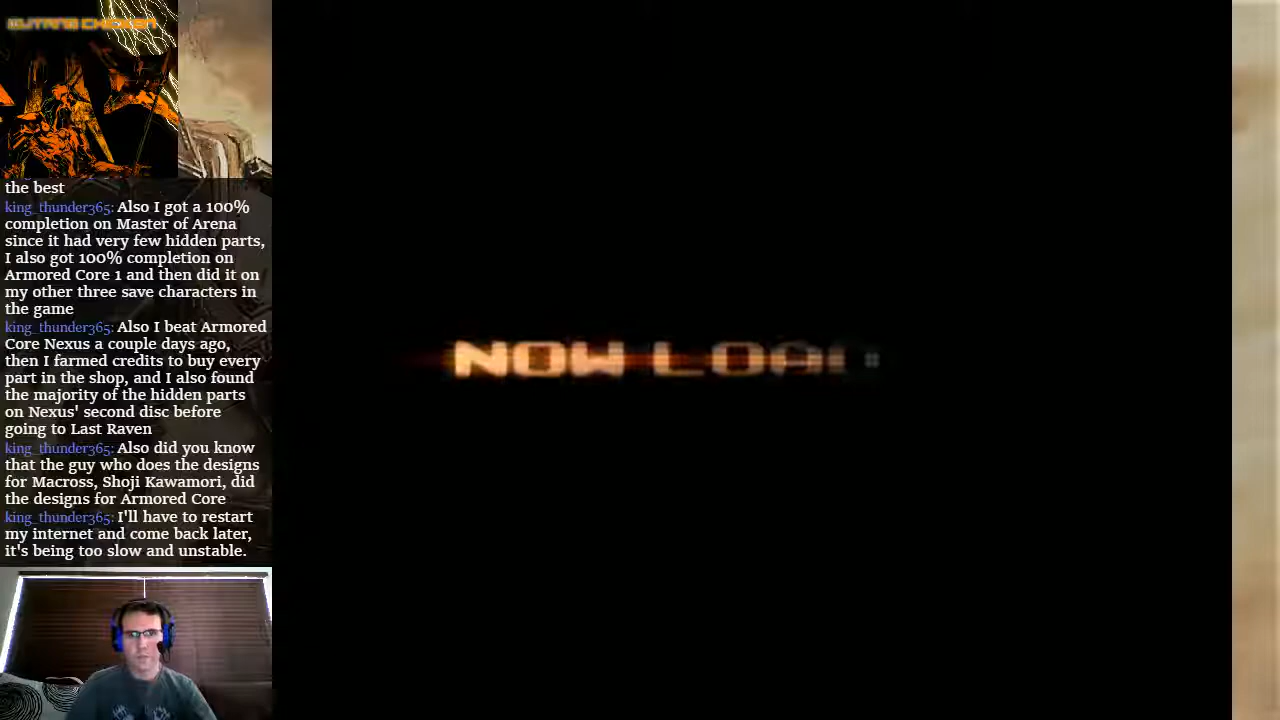 the best
king_thunder365: Also I got a 100%
completion on Master of Arena
since it had very few hidden parts,
I also got 100% completion on
Armored Core 1 and then did it on
my other three save characters in
the game
king_thunder365: Also I beat Armored
Core Nexus a couple days ago,
then I farmed credits to buy every
part in the shop, and I also found
the majority of the hidden parts
on Nexus' second disc before
going to Last Raven
king_thunder365: Also did you know
that the guy who does the designs
for Macross, Shoji Kawamori, did
the designs for Armored Core
king_thunder365: I'll have to restart
my internet and come back later,
it's being too slow and unstable.
NOW LOAD